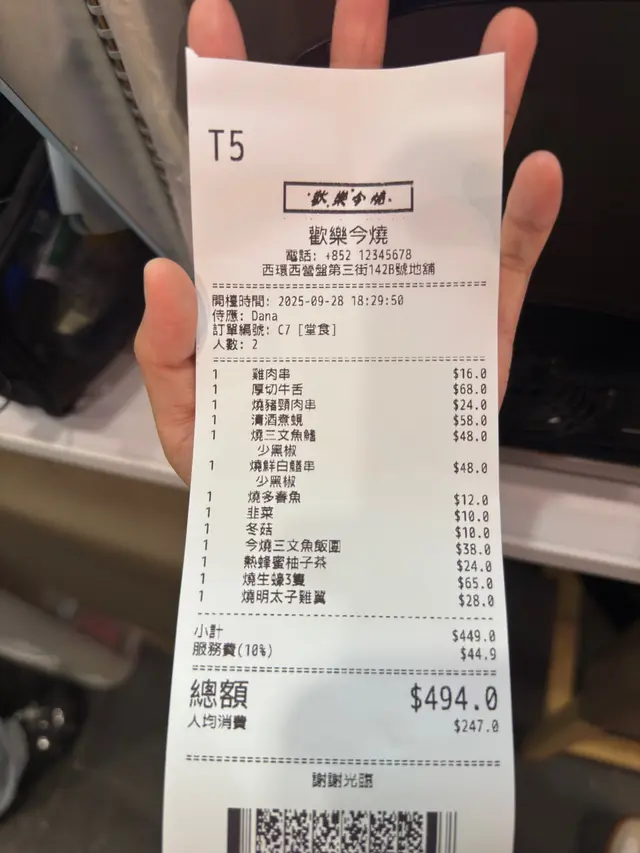 T5
歡樂今燒
歡樂今燒
電話: +852 12345678
西環西營盤第三街142B號地舖
開檯時間: 2025-09-28 18:29:50
侍應: Dana
訂單編號: C7 [堂食]
人數: 2
1 雞肉串 $16.0
1 厚切牛舌 $68.0
1 燒豬頸肉串 $24.0
1 清酒煮蜆 $58.0
1 燒三文魚鰭 $48.0
少黑椒
1 燒鮮白鱔串 $48.0
少黑椒
1 燒多春魚 $12.0
1 韭菜 $10.0
1 冬菇 $10.0
1 今燒三文魚飯團 $38.0
1 熱蜂蜜柚子茶 $24.0
1 燒生蠔3隻 $65.0
1 燒明太子雞翼 $28.0
小計 $449.0
服務費(10%) $44.9
總額 $494.0
人均消費 $247.0
謝謝光臨